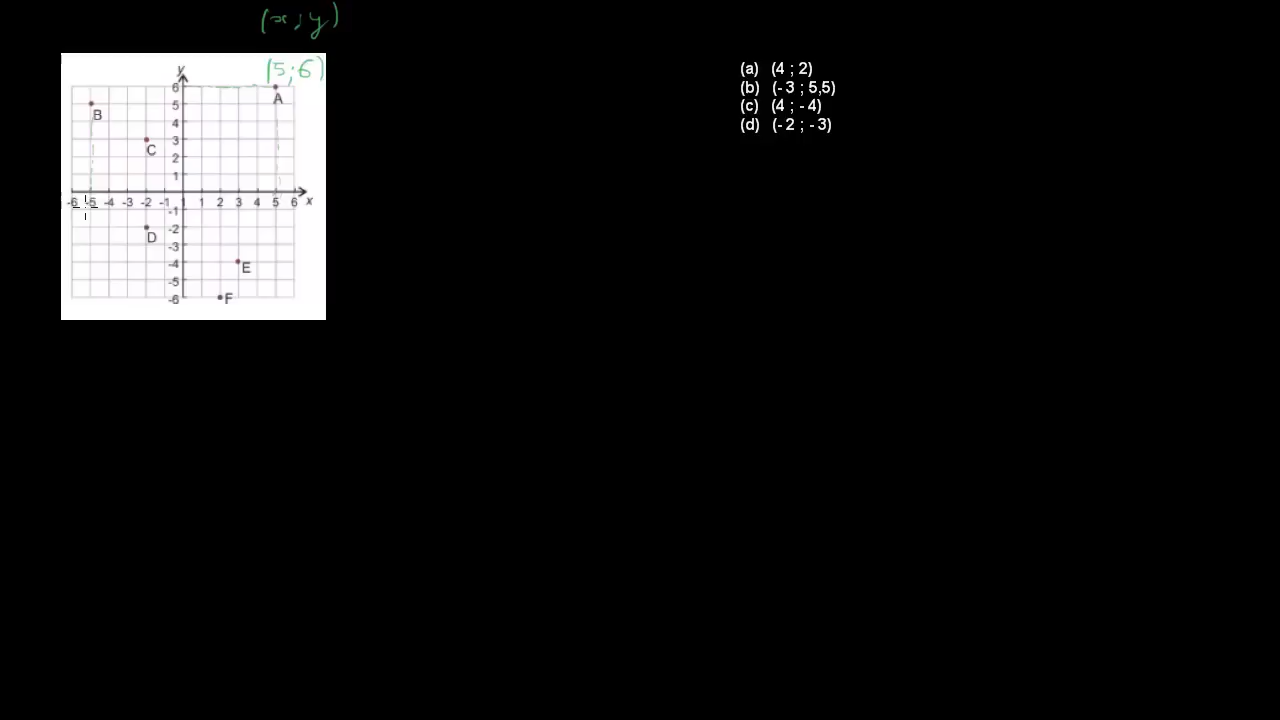 (x ; y)
(5 ; 6)
y
6
A
5
B
4
3
C
2
1
-6 -5 -4 -2 -1 1 1 2 3 4 5 6 x
-1
-2
D
-3
-4
E
-5
-6
F
(a) (4 ; 2)
(b) (- 3 ; 5,5)
(c) (4 ; - 4)
(d) (- 2 ; - 3)